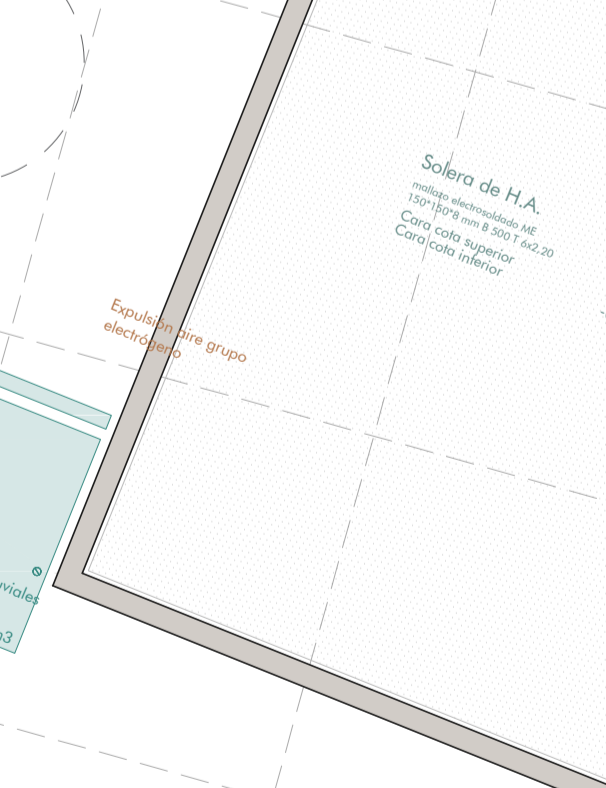 Solera de H.A.
mallazo electrosoldado ME
150*150*8 mm B 500 T 6x2,20
Cara cota superior
Cara cota inferior
Expulsión aire grupo
electrógeno